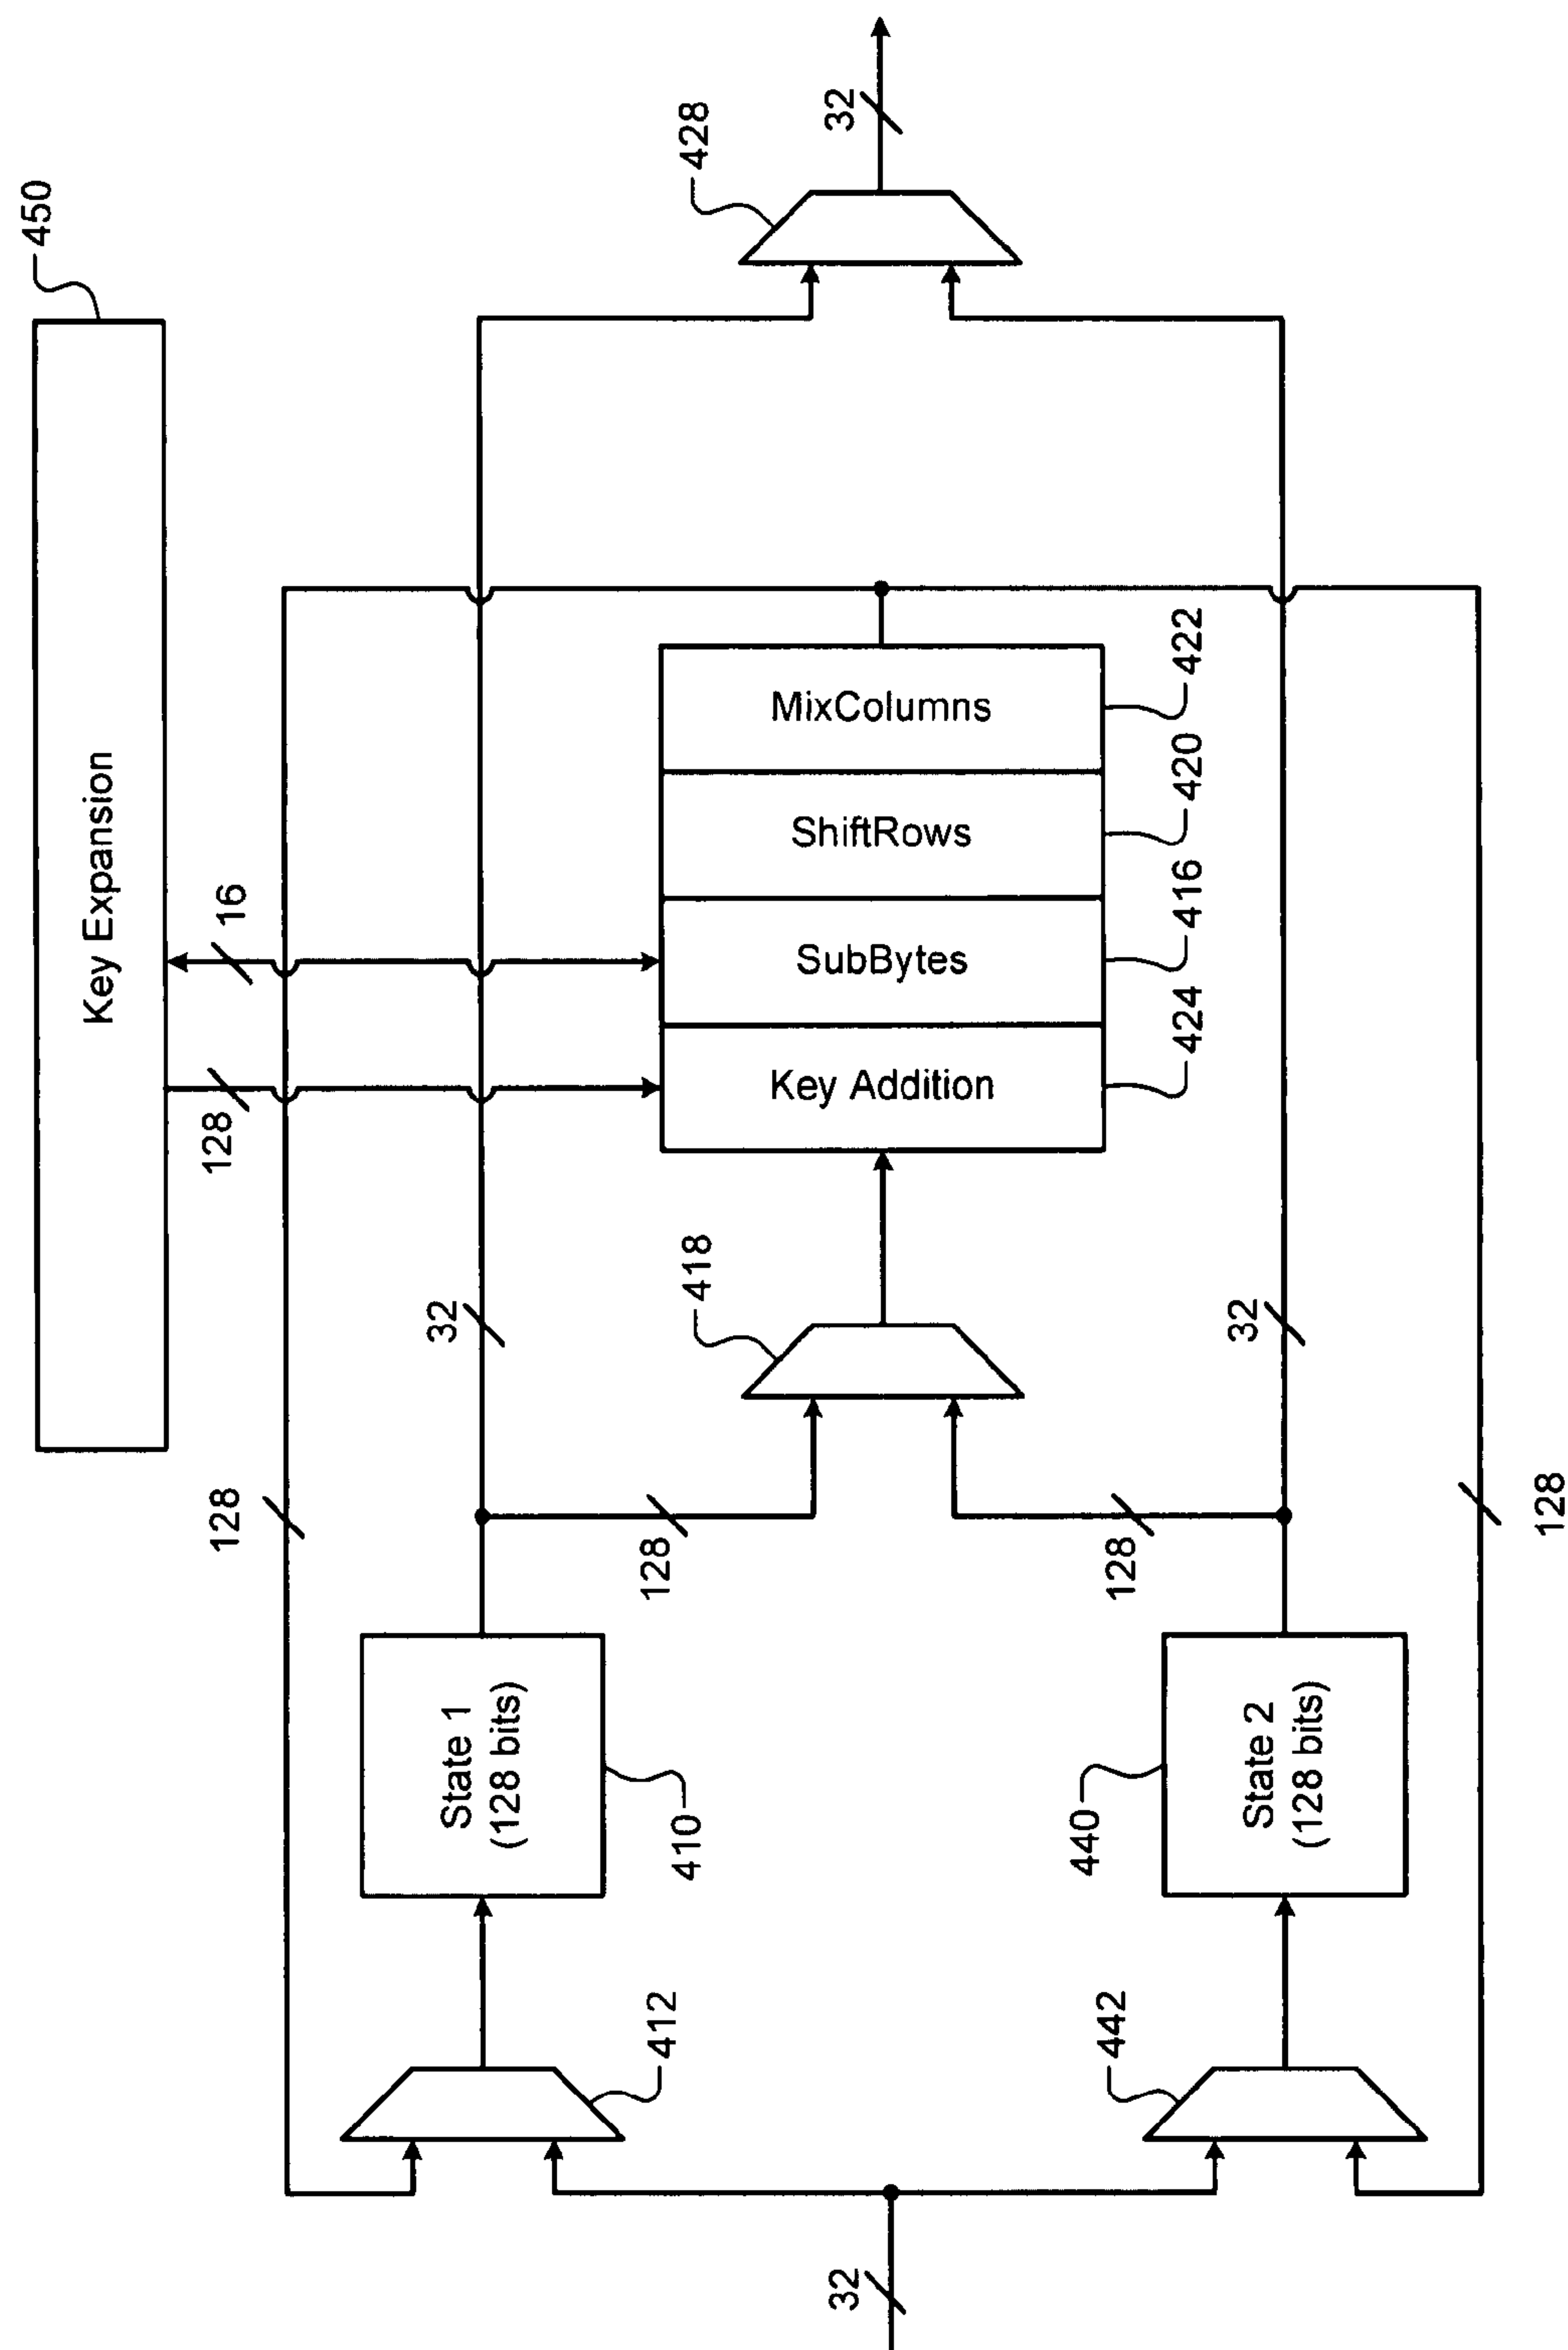 450
Key Expansion
128
16
128
32
State 1
(128 bits)
410
412
128
418
Key Addition
SubBytes
ShiftRows
MixColumns
424
416
420
422
428
32
32
128
440
State 2
(128 bits)
442
32
128